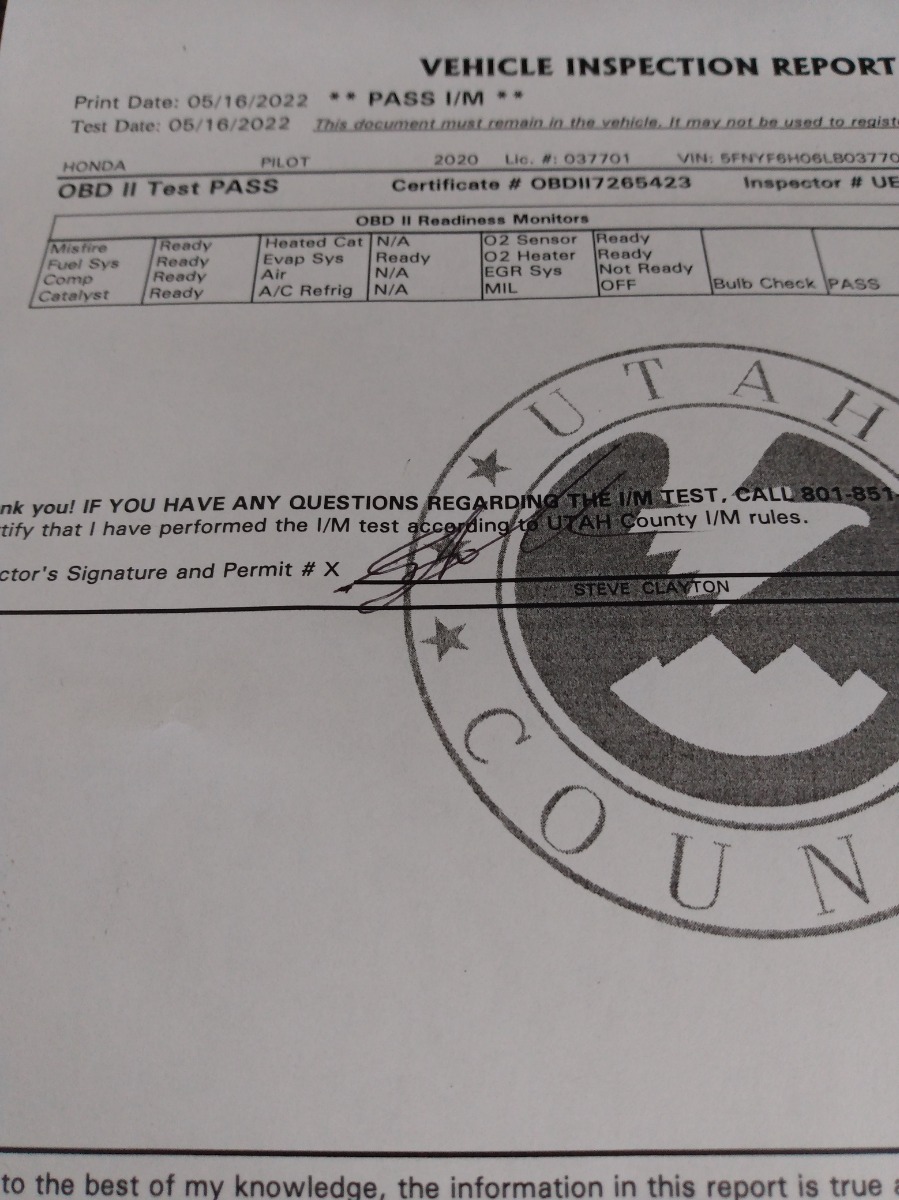 VEHICLE INSPECTION REPORT
Print Date: 05/16/2022 ** PASS I/M **
Test Date: 05/16/2022 This document must remain in the vehicle. It may not be used to registe
HONDA PILOT 2020 Lic. #: 037701 VIN: 5FNYF6H06LB03770
OBD II Test PASS Certificate # OBDII7265423 Inspector # UE
OBD II Readiness Monitors
Misfire Ready Heated Cat N/A O2 Sensor Ready
Fuel Sys Ready Evap Sys Ready O2 Heater Ready
Comp Ready Air N/A EGR Sys Not Ready
Catalyst Ready A/C Refrig N/A MIL OFF Bulb Check PASS
UTAH
nk you! IF YOU HAVE ANY QUESTIONS REGARDING THE I/M TEST, CALL 801-851-
tify that I have performed the I/M test according to UTAH County I/M rules.
ctor's Signature and Permit # X
STEVE CLAYTON
COUN
to the best of my knowledge, the information in this report is true a